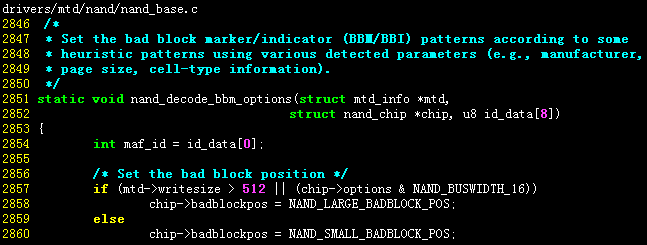 drivers/mtd/nand/nand_base.c
2846 /*
2847  * Set the bad block marker/indicator (BBM/BBI) patterns according to some
2848  * heuristic patterns using various detected parameters (e.g., manufacturer,
2849  * page size, cell-type information).
2850  */
2851 static void nand_decode_bbm_options(struct mtd_info *mtd,
2852                                     struct nand_chip *chip, u8 id_data[8])
2853 {
2854         int maf_id = id_data[0];
2855
2856         /* Set the bad block position */
2857         if (mtd->writesize > 512 || (chip->options & NAND_BUSWIDTH_16))
2858                 chip->badblockpos = NAND_LARGE_BADBLOCK_POS;
2859         else
2860                 chip->badblockpos = NAND_SMALL_BADBLOCK_POS;